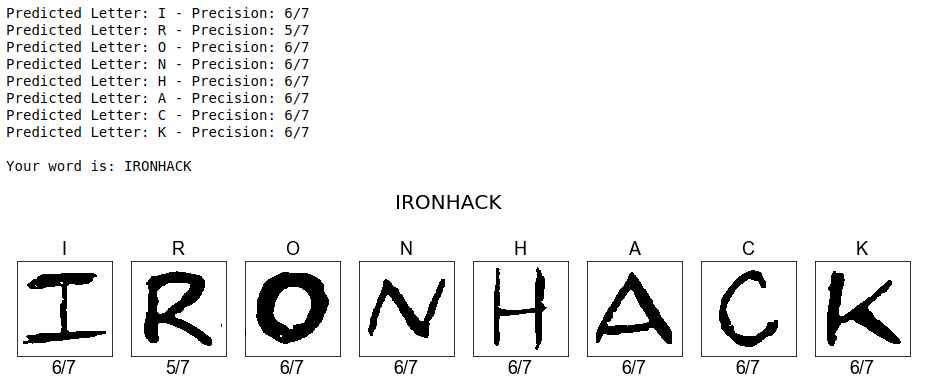 Predicted Letter: I - Precision: 6/7
Predicted Letter: R - Precision: 5/7
Predicted Letter: O - Precision: 6/7
Predicted Letter: N - Precision: 6/7
Predicted Letter: H - Precision: 6/7
Predicted Letter: A - Precision: 6/7
Predicted Letter: C - Precision: 6/7
Predicted Letter: K - Precision: 6/7
Your word is: IRONHACK
IRONHACK
I R O N H A C K
I R O N H A C K
6/7 5/7 6/7 6/7 6/7 6/7 6/7 6/7